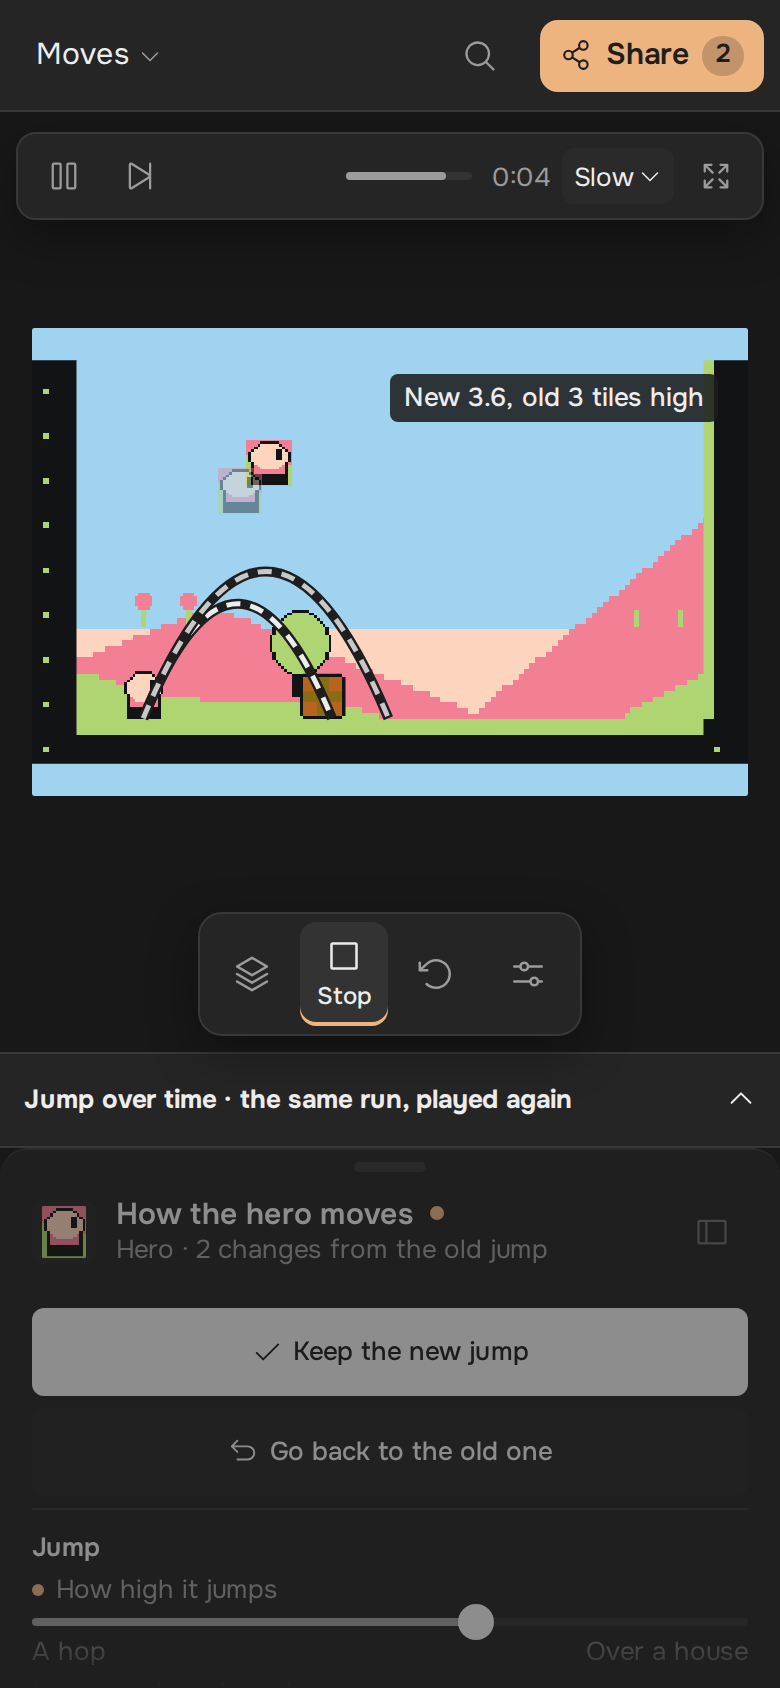 Moves
Share 2
0:04 Slow
New 3.6, old 3 tiles high
Stop
Jump over time · the same run, played again
How the hero moves
Hero · 2 changes from the old jump
Keep the new jump
Go back to the old one
Jump
How high it jumps
A hop Over a house